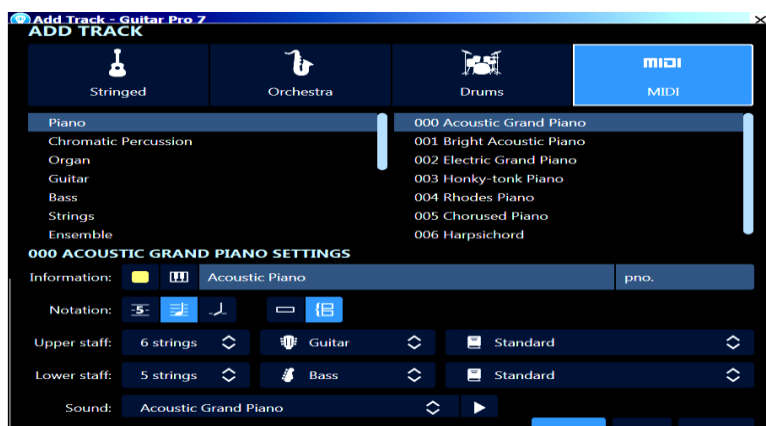 Add Track - Guitar Pro 7
ADD TRACK
Stringed Orchestra Drums MIDI MIDI
Piano
Chromatic Percussion
Organ
Guitar
Bass
Strings
Ensemble
000 Acoustic Grand Piano
001 Bright Acoustic Piano
002 Electric Grand Piano
003 Honky-tonk Piano
004 Rhodes Piano
005 Chorused Piano
006 Harpsichord
000 ACOUSTIC GRAND PIANO SETTINGS
Information: Acoustic Piano pno.
Notation: 5
Upper staff: 6 strings Guitar Standard
Lower staff: 5 strings Bass Standard
Sound: Acoustic Grand Piano